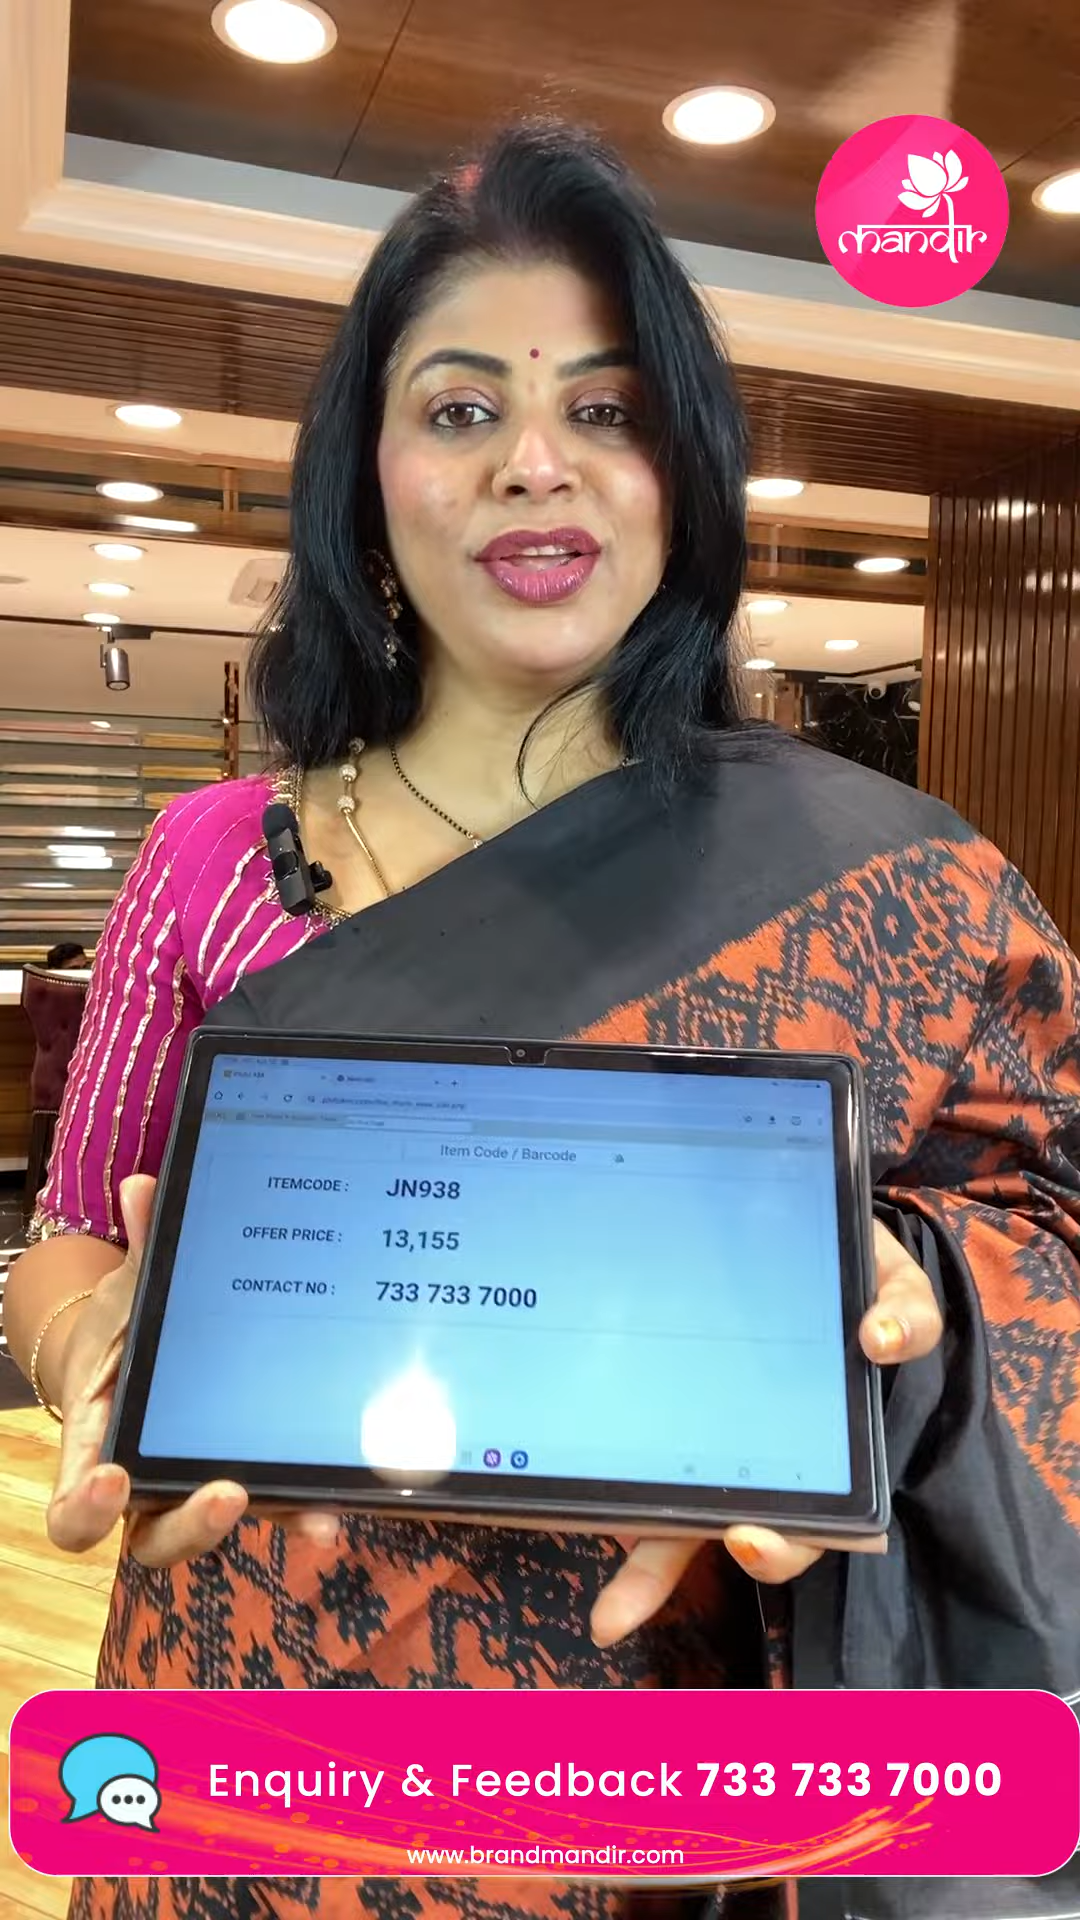 mandir
Item Code / Barcode
ITEMCODE : JN938
OFFER PRICE : 13,155
CONTACT NO : 733 733 7000
Enquiry & Feedback 733 733 7000
www.brandmandir.com